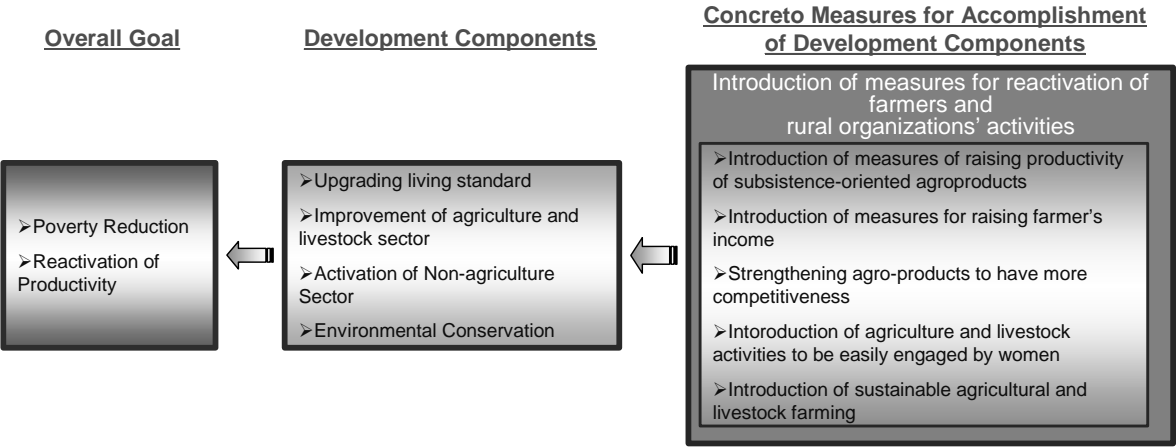 Overall Goal
Development Components
Concreto Measures for Accomplishment
of Development Components
➢Poverty Reduction
➢Reactivation of
Productivity
➢Upgrading living standard
➢Improvement of agriculture and
livestock sector
➢Activation of Non-agriculture
Sector
➢Environmental Conservation
Introduction of measures for reactivation of
farmers and
rural organizations’ activities
➢Introduction of measures of raising productivity
of subsistence-oriented agroproducts
➢Introduction of measures for raising farmer’s
income
➢Strengthening agro-products to have more
competitiveness
➢Intoroduction of agriculture and livestock
activities to be easily engaged by women
➢Introduction of sustainable agricultural and
livestock farming